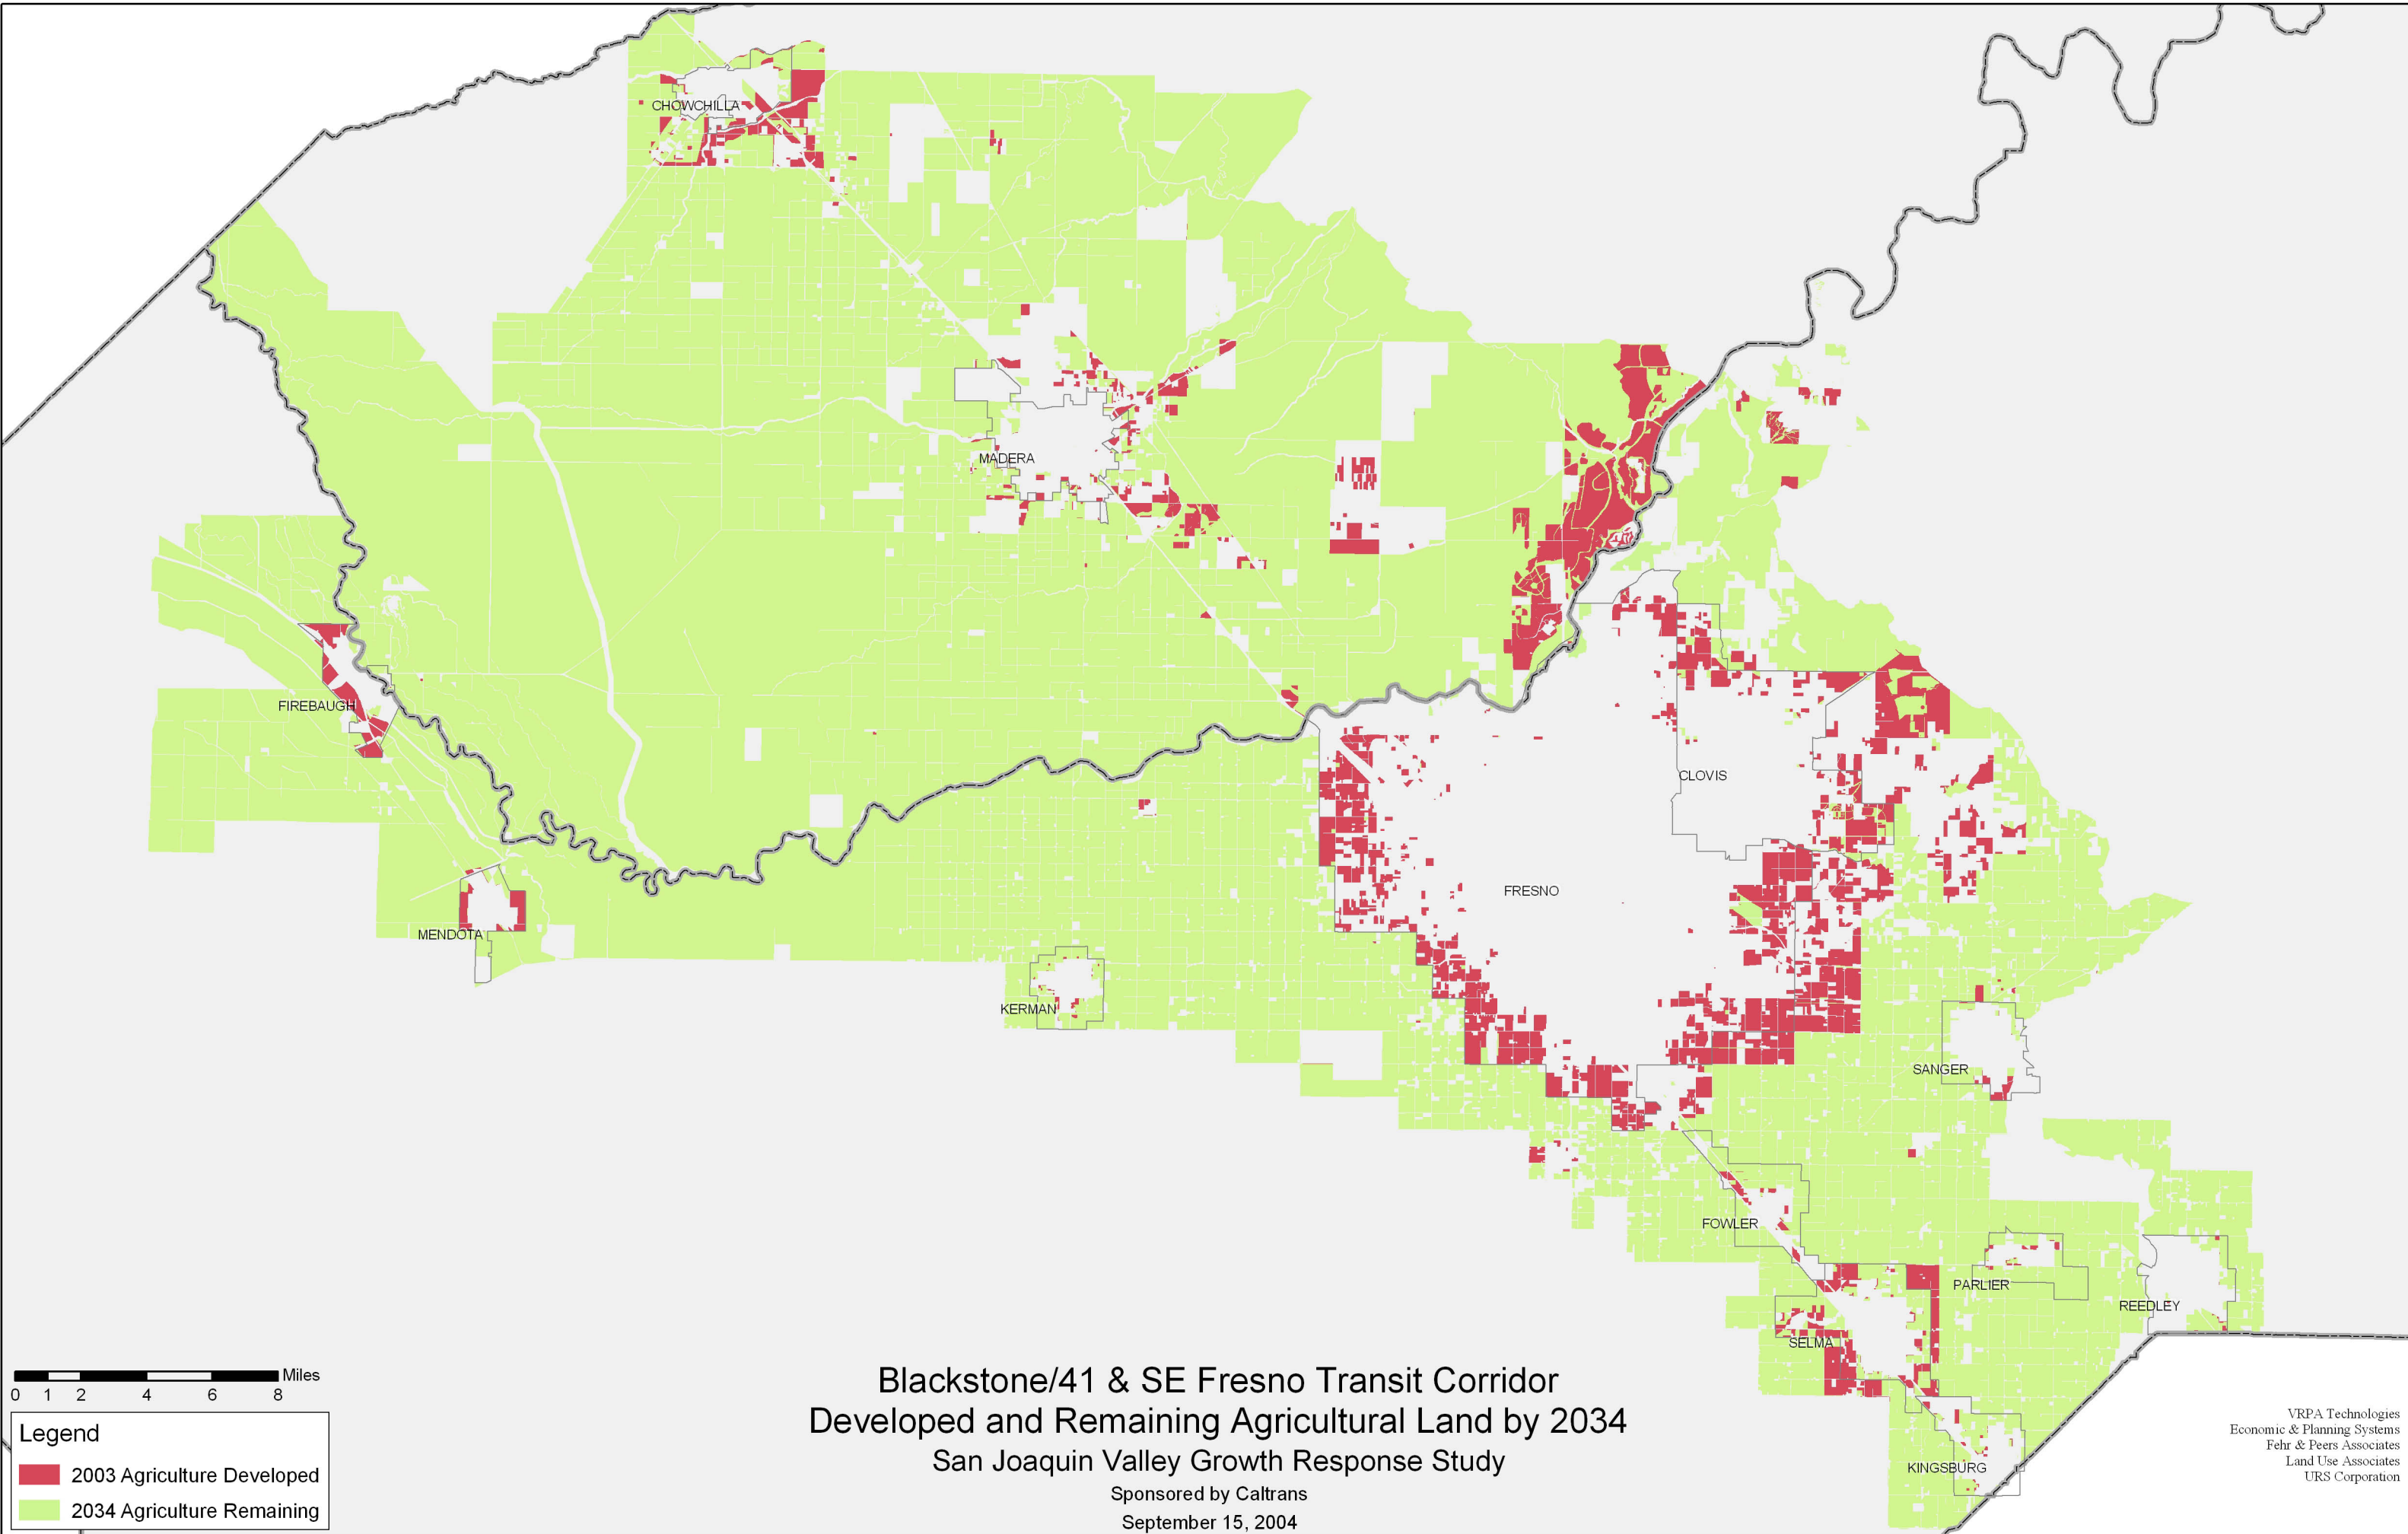 CHOWCHILLA
MADERA
FIREBAUGH
CLOVIS
FRESNO
MENDOTA
KERMAN
SANGER
FOWLER
PARLIER
REEDLEY
SELMA
KINGSBURG
Miles
0 1 2 4 6 8
Legend
2003 Agriculture Developed
2034 Agriculture Remaining
Blackstone/41 & SE Fresno Transit Corridor
Developed and Remaining Agricultural Land by 2034
San Joaquin Valley Growth Response Study
Sponsored by Caltrans
September 15, 2004
VRPA Technologies
Economic & Planning Systems
Fehr & Peers Associates
Land Use Associates
URS Corporation